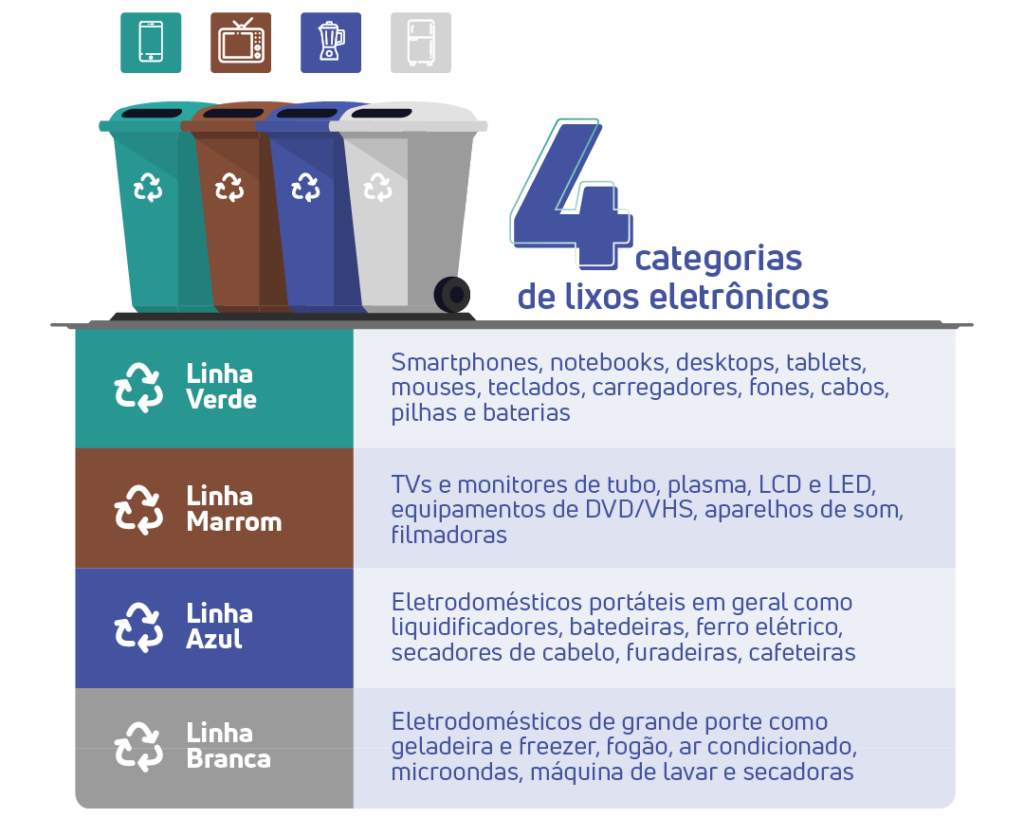 4 categorias
de lixos eletrônicos
Linha
Verde
Smartphones, notebooks, desktops, tablets,
mouses, teclados, carregadores, fones, cabos,
pilhas e baterias
Linha
Marrom
TVs e monitores de tubo, plasma, LCD e LED,
equipamentos de DVD/VHS, aparelhos de som,
filmadoras
Linha
Azul
Eletrodomésticos portáteis em geral como
liquidificadores, batedeiras, ferro elétrico,
secadores de cabelo, furadeiras, cafeteiras
Linha
Branca
Eletrodomésticos de grande porte como
geladeira e freezer, fogão, ar condicionado,
microondas, máquina de lavar e secadoras